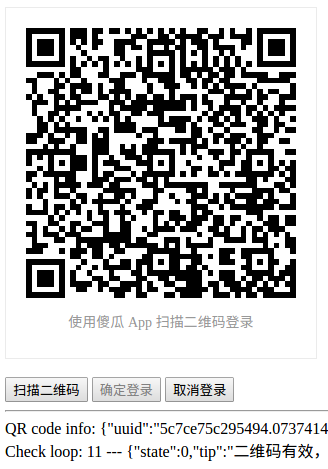 使用傻瓜 App 扫描二维码登录
扫描二维码 确定登录 取消登录
QR code info: {"uuid":"5c7ce75c295494.0737414
Check loop: 11 --- {"state":0,"tip":"二维码有效，